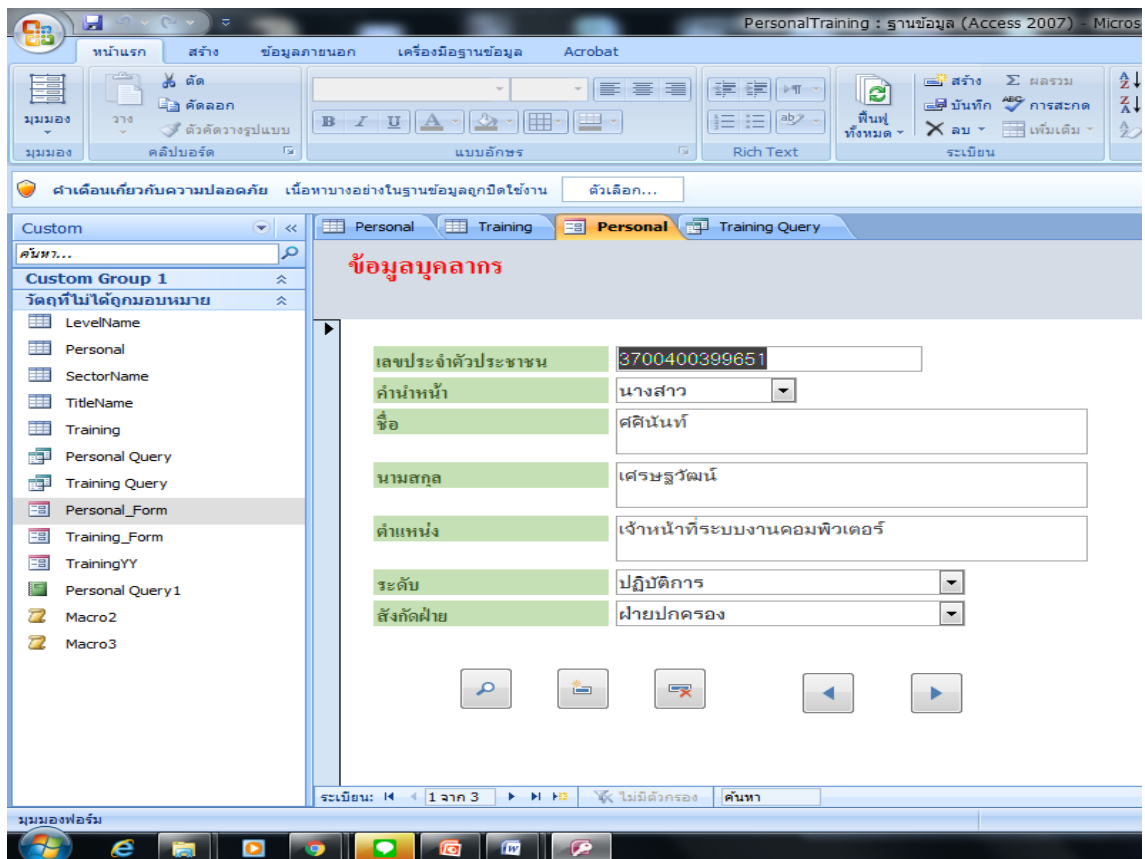 PersonalTraining : ฐานข้อมูล (Access 2007) - Micros
หน้าแรก สร้าง ข้อมูลภายนอก เครื่องมือฐานข้อมูล Acrobat
มุมมอง
วาง
ตัด
คัดลอก
ตัวคัดวางรูปแบบ
B I U A
ab
ฟื้นฟู
ทั้งหมด
สร้าง Σ ผลรวม
บันทึก ABC การสะกด
ลบ เพิ่มเติม
A Z
Z A
มุมมอง คลิปบอร์ด แบบอักษร Rich Text ระเบียน
คำเตือนเกี่ยวกับความปลอดภัย เนื้อหาบางอย่างในฐานข้อมูลถูกปิดใช้งาน ตัวเลือก...
Custom
ค้นหา...
Custom Group 1
วัตถุที่ไม่ได้ถูกมอบหมาย
LevelName
Personal
SectorName
TitleName
Training
Personal Query
Training Query
Personal_Form
Training_Form
TrainingYY
Personal Query1
Macro2
Macro3
Personal Training Personal Training Query
ข้อมูลบุคลากร
เลขประจำตัวประชาชน 3700400399651
คำนำหน้า นางสาว
ชื่อ ศศินันท์
นามสกุล เศรษฐวัฒน์
ตำแหน่ง เจ้าหน้าที่ระบบงานคอมพิวเตอร์
ระดับ ปฏิบัติการ
สังกัดฝ่าย ฝ่ายปกครอง
ระเบียน: 1 จาก 3 ไม่มีตัวกรอง ค้นหา
มุมมองฟอร์ม